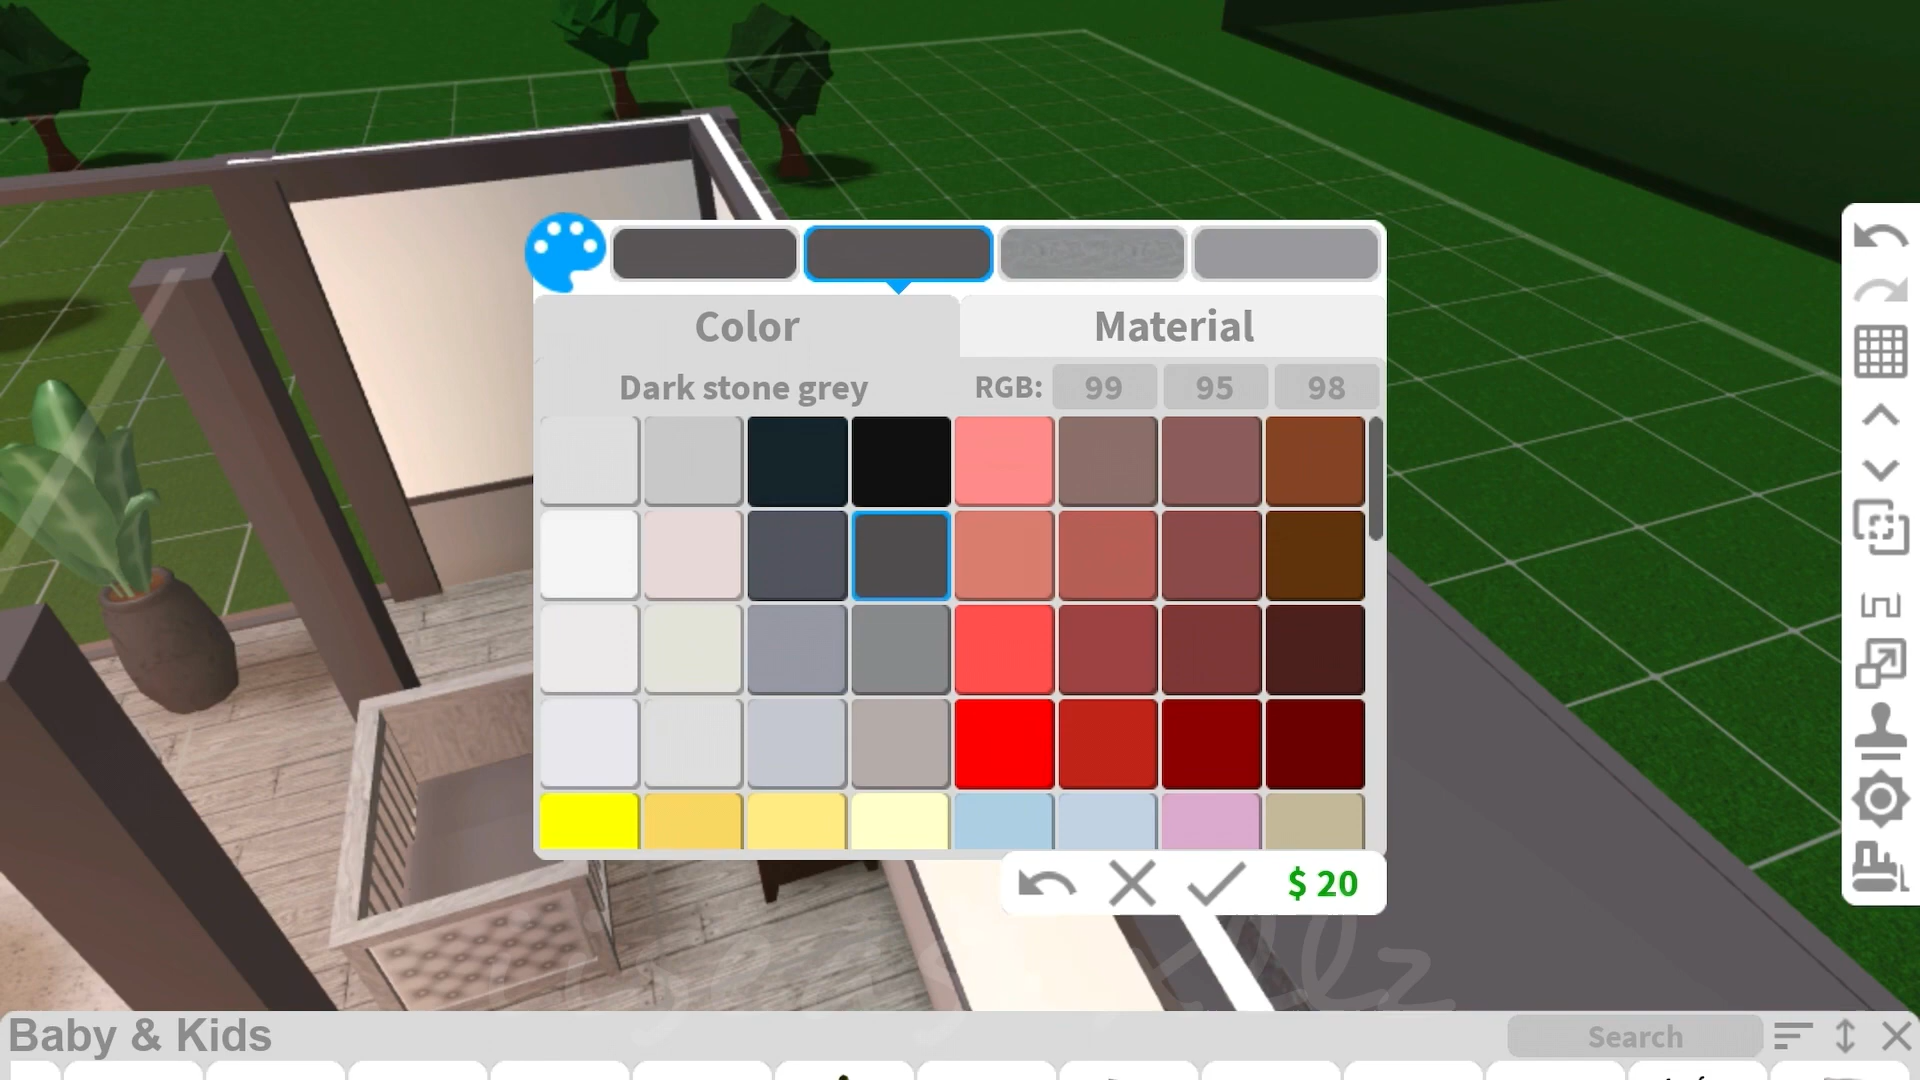 Color
Material
Dark stone grey
RGB: 99 95 98
$ 20
Baby & Kids
Search